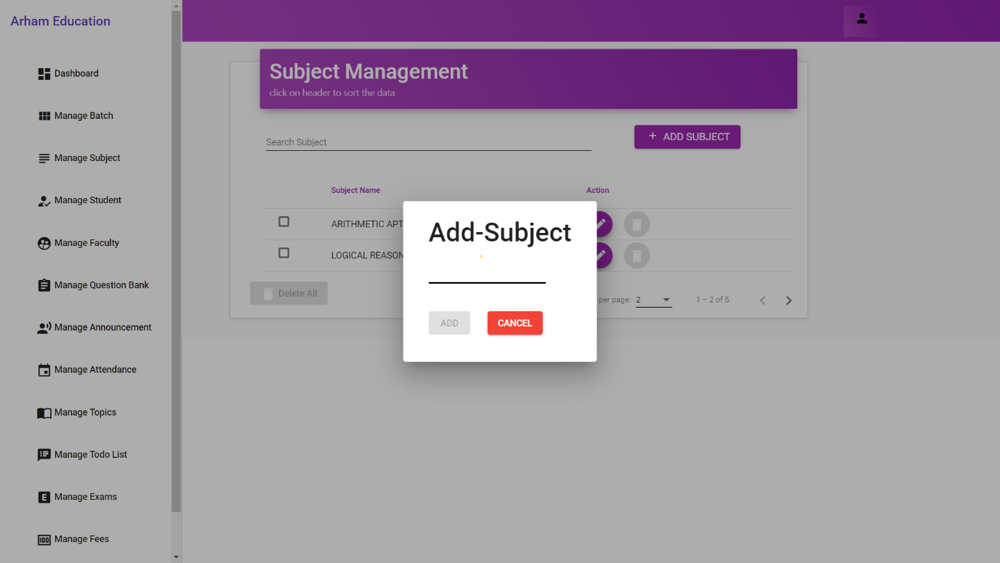 Arham Education
Dashboard
Manage Batch
Manage Subject
Manage Student
Manage Faculty
Manage Question Bank
Manage Announcement
Manage Attendance
Manage Topics
Manage Todo List
Manage Exams
E
Manage Fees
100
Subject Management
click on header to sort the data
Search Subject
+ ADD SUBJECT
Subject Name Action
ARITHMETIC APT
LOGICAL REASON
Delete All
per page: 2 1 – 2 of 5
Add-Subject
*
ADD CANCEL